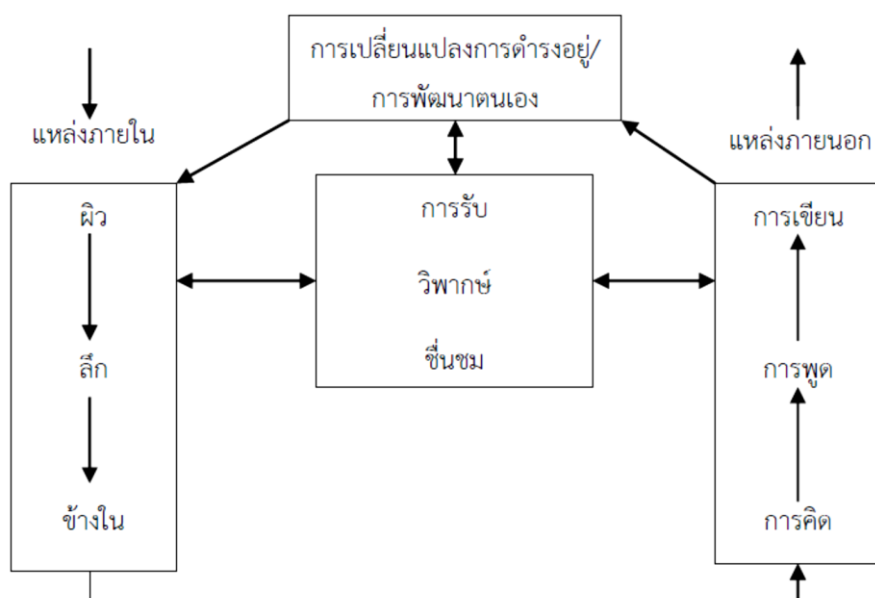 การเปลี่ยนแปลงการดำรงอยู่/
การพัฒนาตนเอง
แหล่งภายใน
แหล่งภายนอก
ผิว
ลึก
ข้างใน
การรับ
วิพากษ์
ชื่นชม
การเขียน
การพูด
การคิด